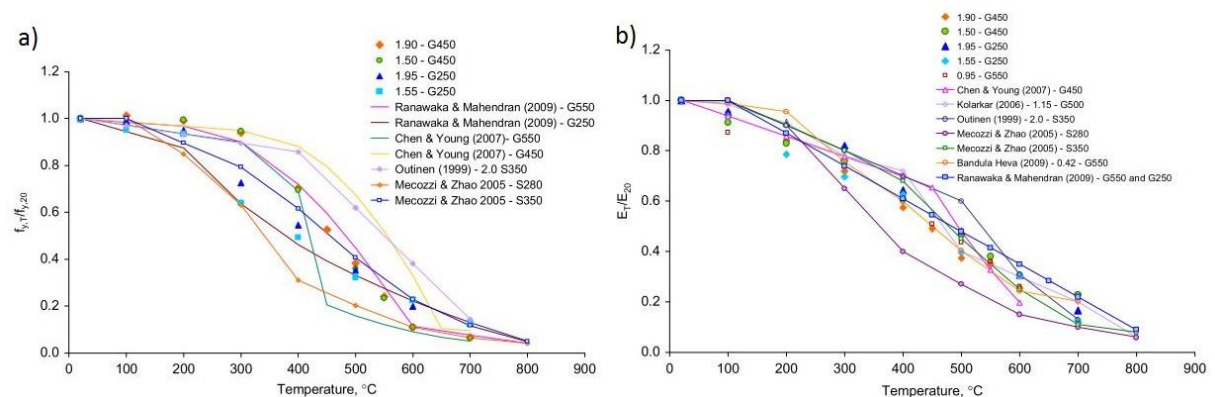 a)
1.90 - G450
1.50 - G450
1.95 - G250
1.55 - G250
Ranawaka & Mahendran (2009) - G550
Ranawaka & Mahendran (2009) - G250
Chen & Young (2007)- G550
Chen & Young (2007) - G450
Outinen (1999) - 2.0 S350
Mecozzi & Zhao 2005 - S280
Mecozzi & Zhao 2005 - S350
fy,T/fy,20
1.2
1.0
0.8
0.6
0.4
0.2
0.0
0 100 200 300 400 500 600 700 800 900
Temperature, °C
b)
1.90 - G450
1.50 - G450
1.95 - G250
1.55 - G250
0.95 - G550
Chen & Young (2007) - G450
Kolarkar (2006) - 1.15 - G500
Outinen (1999) - 2.0 - S350
Mecozzi & Zhao (2005) - S280
Mecozzi & Zhao (2005) - S350
Bandula Heva (2009) - 0.42 - G550
Ranawaka & Mahendran (2009) - G550 and G250
ET/E20
1.2
1.0
0.8
0.6
0.4
0.2
0.0
0 100 200 300 400 500 600 700 800 900
Temperature, °C